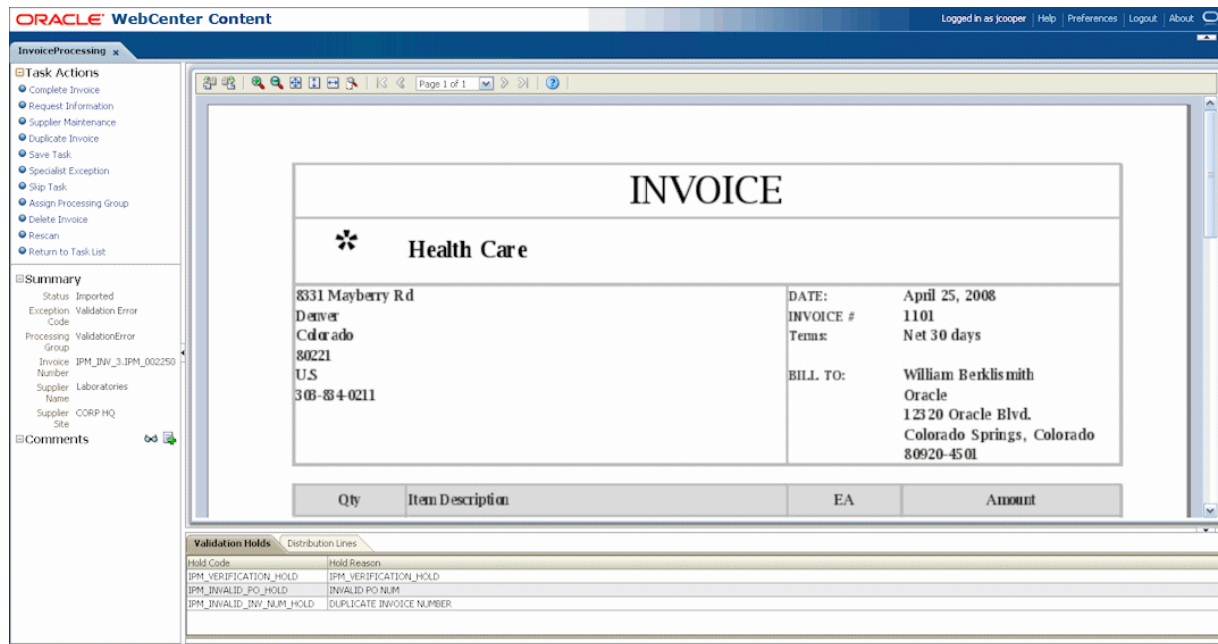 ORACLE WebCenter Content
Logged in as jcooper Help Preferences Logout About
InvoiceProcessing x
Task Actions
Complete Invoice
Request Information
Supplier Maintenance
Duplicate Invoice
Save Task
Specialist Exception
Skip Task
Assign Processing Group
Delete Invoice
Rescan
Return to Task List
Summary
Status Imported
Exception Code Validation Error
Processing Group ValidationError
Invoice Number IPM_INV_3.IPM_002250
Supplier Name Laboratories
Supplier Site CORP HQ
Comments
Page 1 of 1
INVOICE
* Health Care
8331 Mayberry Rd
Denver
Colorado
80221
U.S
303-834-0211
DATE: April 25, 2008
INVOICE # 1101
Terms: Net 30 days
BILL TO: William Berklismith
Oracle
12320 Oracle Blvd.
Colorado Springs, Colorado
80920-4501
Qty Item Description EA Amount
Validation Holds Distribution Lines
Hold Code Hold Reason
IPM_VERIFICATION_HOLD IPM_VERIFICATION_HOLD
IPM_INVALID_PO_HOLD INVALID PO NUM
IPM_INVALID_INV_NUM_HOLD DUPLICATE INVOICE NUMBER